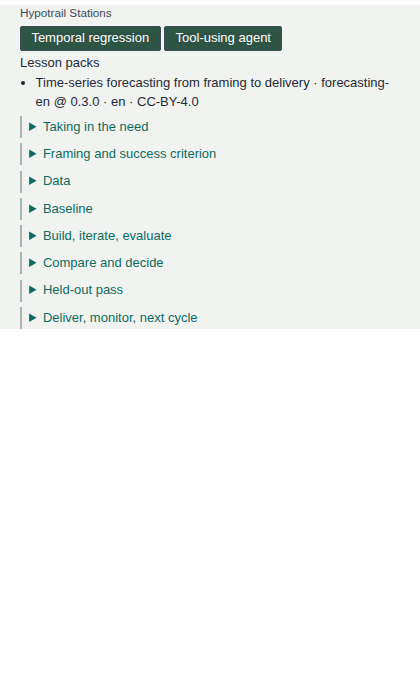 Hypotrail Stations
Temporal regression Tool-using agent
Lesson packs
• Time-series forecasting from framing to delivery · forecasting-
en @ 0.3.0 · en · CC-BY-4.0
▶ Taking in the need
▶ Framing and success criterion
▶ Data
▶ Baseline
▶ Build, iterate, evaluate
▶ Compare and decide
▶ Held-out pass
▶ Deliver, monitor, next cycle